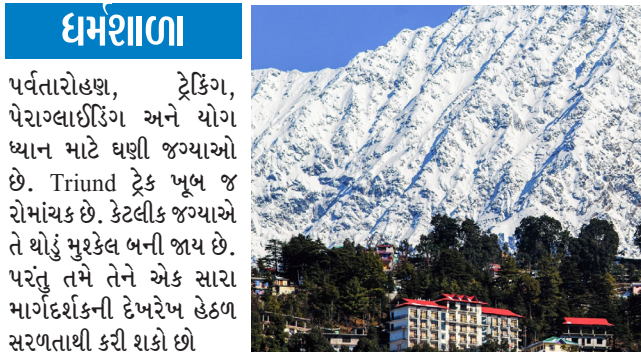 ધર્મશાળા
પર્વતારોહણ, ટ્રેકિંગ,
પેરાગ્લાઈડિંગ અને યોગ
ધ્યાન માટે ઘણી જગ્યાઓ
છે. Triund ટ્રેક ખૂબ જ
રોમાંચક છે. કેટલીક જગ્યાએ
તે થોડું મુશ્કેલ બની જાય છે.
પરંતુ તમે તેને એક સારા
માર્ગદર્શકની દેખરેખ હેઠળ
સરળતાથી કરી શકો છો